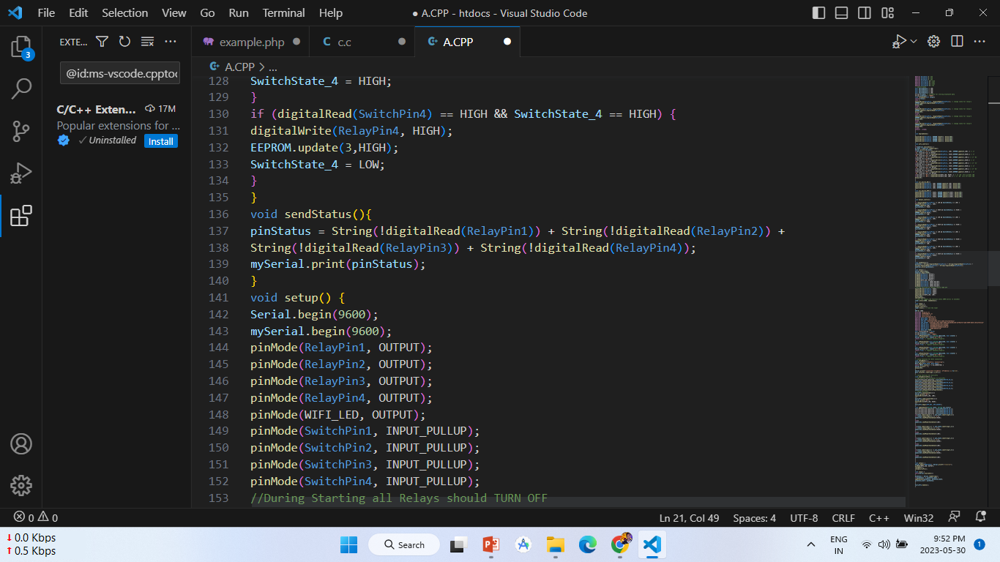 File Edit Selection View Go Run Terminal Help
● A.CPP - htdocs - Visual Studio Code
3
EXTE...
@id:ms-vscode.cpptoo
C/C++ Exten... 17M
Popular extensions for ...
✓ Uninstalled Install
example.php
C c.c
A.CPP
A.CPP > ...
128 SwitchState_4 = HIGH;
129 }
130 if (digitalRead(SwitchPin4) == HIGH && SwitchState_4 == HIGH) {
131 digitalWrite(RelayPin4, HIGH);
132 EEPROM.update(3,HIGH);
133 SwitchState_4 = LOW;
134 }
135 }
136 void sendStatus(){
137 pinStatus = String(!digitalRead(RelayPin1)) + String(!digitalRead(RelayPin2)) +
138 String(!digitalRead(RelayPin3)) + String(!digitalRead(RelayPin4));
139 mySerial.print(pinStatus);
140 }
141 void setup() {
142 Serial.begin(9600);
143 mySerial.begin(9600);
144 pinMode(RelayPin1, OUTPUT);
145 pinMode(RelayPin2, OUTPUT);
146 pinMode(RelayPin3, OUTPUT);
147 pinMode(RelayPin4, OUTPUT);
148 pinMode(WIFI_LED, OUTPUT);
149 pinMode(SwitchPin1, INPUT_PULLUP);
150 pinMode(SwitchPin2, INPUT_PULLUP);
151 pinMode(SwitchPin3, INPUT_PULLUP);
152 pinMode(SwitchPin4, INPUT_PULLUP);
153 //During Starting all Relays should TURN OFF
0 0
Ln 21, Col 49 Spaces: 4 UTF-8 CRLF C++ Win32
0.0 Kbps
0.5 Kbps
Search
ENG
IN
9:52 PM
2023-05-30
1